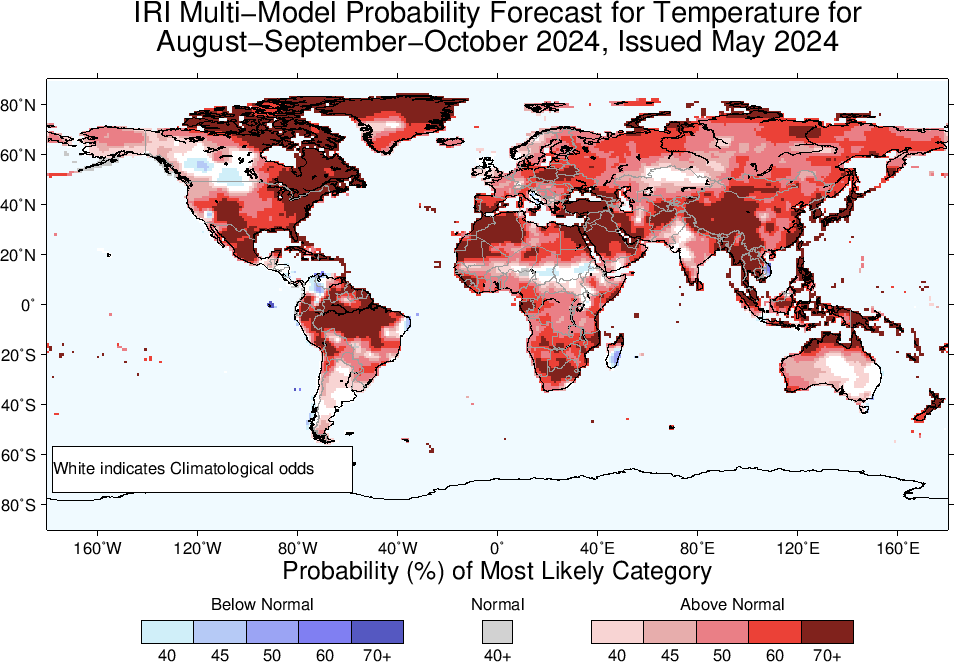 IRI Multi−Model Probability Forecast for Temperature for
August−September−October 2024, Issued May 2024
80˚N
60˚N
40˚N
20˚N
0˚
20˚S
40˚S
60˚S
80˚S
White indicates Climatological odds
160˚W 120˚W 80˚W 40˚W 0˚ 40˚E 80˚E 120˚E 160˚E
Probability (%) of Most Likely Category
Below Normal Normal Above Normal
40 45 50 60 70+ 40+ 40 45 50 60 70+